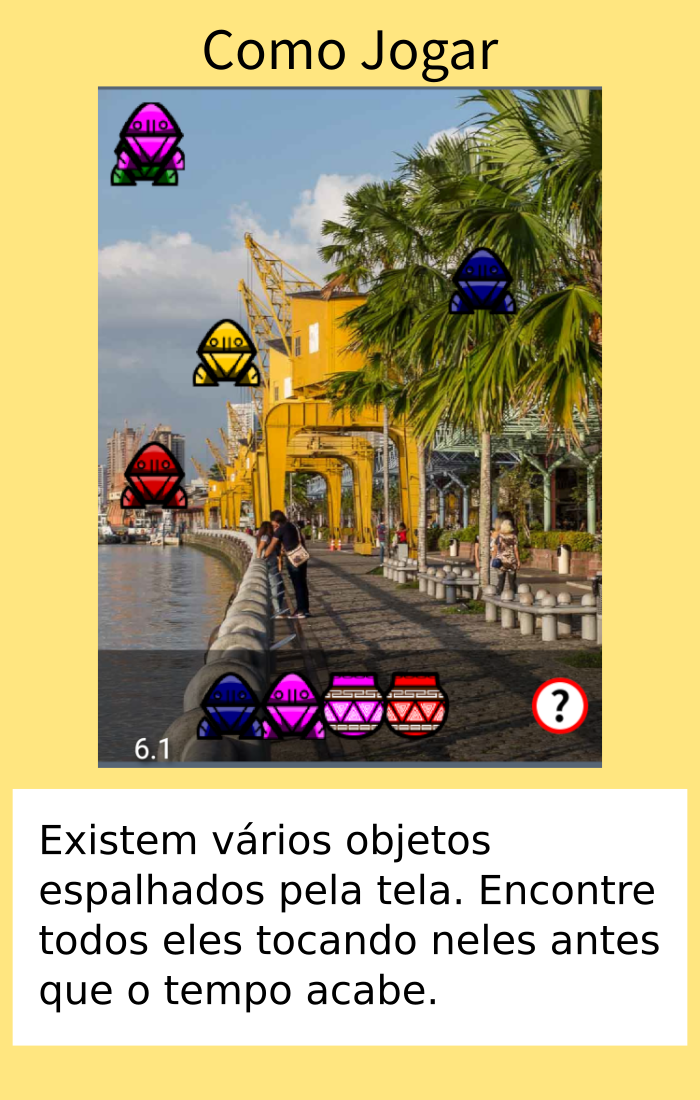 Como Jogar
?
6.1
Existem vários objetos
espalhados pela tela. Encontre
todos eles tocando neles antes
que o tempo acabe.